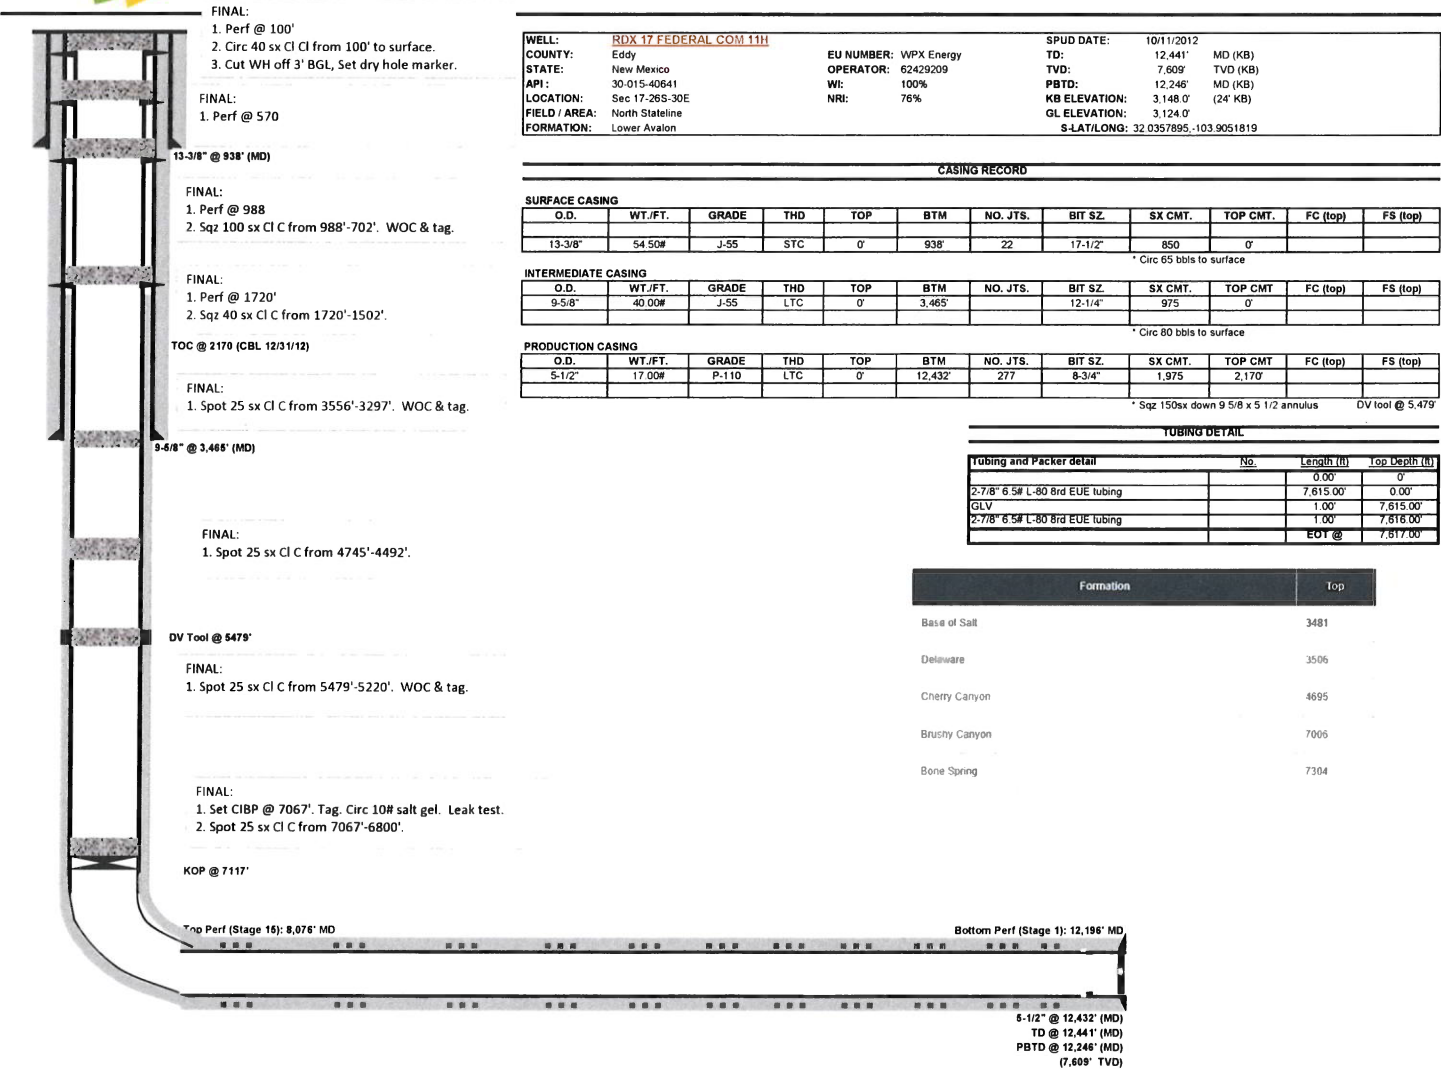 FINAL:
1. Perf @ 100'
2. Circ 40 sx Cl Cl from 100' to surface.
3. Cut WH off 3' BGL, Set dry hole marker.
FINAL:
1. Perf @ 570
13-3/8" @ 938' (MD)
FINAL:
1. Perf @ 988
2. Sqz 100 sx Cl C from 988'-702'. WOC & tag.
FINAL:
1. Perf @ 1720'
2. Sqz 40 sx Cl C from 1720'-1502'.
TOC @ 2170 (CBL 12/31/12)
FINAL:
1. Spot 25 sx Cl C from 3556'-3297'. WOC & tag.
9-5/8" @ 3,465' (MD)
FINAL:
1. Spot 25 sx Cl C from 4745'-4492'.
DV Tool @ 5479'
FINAL:
1. Spot 25 sx Cl C from 5479'-5220'. WOC & tag.
FINAL:
1. Set CIBP @ 7067'. Tag. Circ 10# salt gel. Leak test.
2. Spot 25 sx Cl C from 7067'-6800'.
KOP @ 7117'
Top Perf (Stage 15): 8,076' MD
Bottom Perf (Stage 1): 12,196' MD
5-1/2" @ 12,432' (MD)
TD @ 12,441' (MD)
PBTD @ 12,246' (MD)
(7,609' TVD)
WELL: RDX 17 FEDERAL COM 11H SPUD DATE: 10/11/2012
COUNTY: Eddy EU NUMBER: WPX Energy TD: 12,441' MD (KB)
STATE: New Mexico OPERATOR: 62429209 TVD: 7,609' TVD (KB)
API : 30-015-40641 WI: 100% PBTD: 12,246' MD (KB)
LOCATION: Sec 17-26S-30E NRI: 76% KB ELEVATION: 3,148.0' (24' KB)
FIELD / AREA: North Stateline GL ELEVATION: 3,124.0'
FORMATION: Lower Avalon S-LAT/LONG: 32.0357895,-103.9051819
CASING RECORD
SURFACE CASING
O.D. WT./FT. GRADE THD TOP BTM NO. JTS. BIT SZ. SX CMT. TOP CMT. FC (top) FS (top)
13-3/8" 54.50# J-55 STC 0' 938' 22 17-1/2" 850 0'
* Circ 65 bbls to surface
INTERMEDIATE CASING
O.D. WT./FT. GRADE THD TOP BTM NO. JTS. BIT SZ. SX CMT. TOP CMT FC (top) FS (top)
9-5/8" 40.00# J-55 LTC 0' 3,465' 12-1/4" 975 0'
* Circ 80 bbls to surface
PRODUCTION CASING
O.D. WT./FT. GRADE THD TOP BTM NO. JTS. BIT SZ. SX CMT. TOP CMT FC (top) FS (top)
5-1/2" 17.00# P-110 LTC 0' 12,432' 277 8-3/4" 1,975 2,170'
* Sqz 150sx down 9 5/8 x 5 1/2 annulus DV tool @ 5,479'
TUBING DETAIL
Tubing and Packer detail No. Length (ft) Top Depth (ft)
0.00' 0'
2-7/8" 6.5# L-80 8rd EUE tubing 7,615.00' 0.00'
GLV 1.00' 7,615.00'
2-7/8" 6.5# L-80 8rd EUE tubing 1.00' 7,616.00'
EOT @ 7,617.00'
Formation Top
Base of Salt 3481
Delaware 3506
Cherry Canyon 4695
Brushy Canyon 7006
Bone Spring 7304